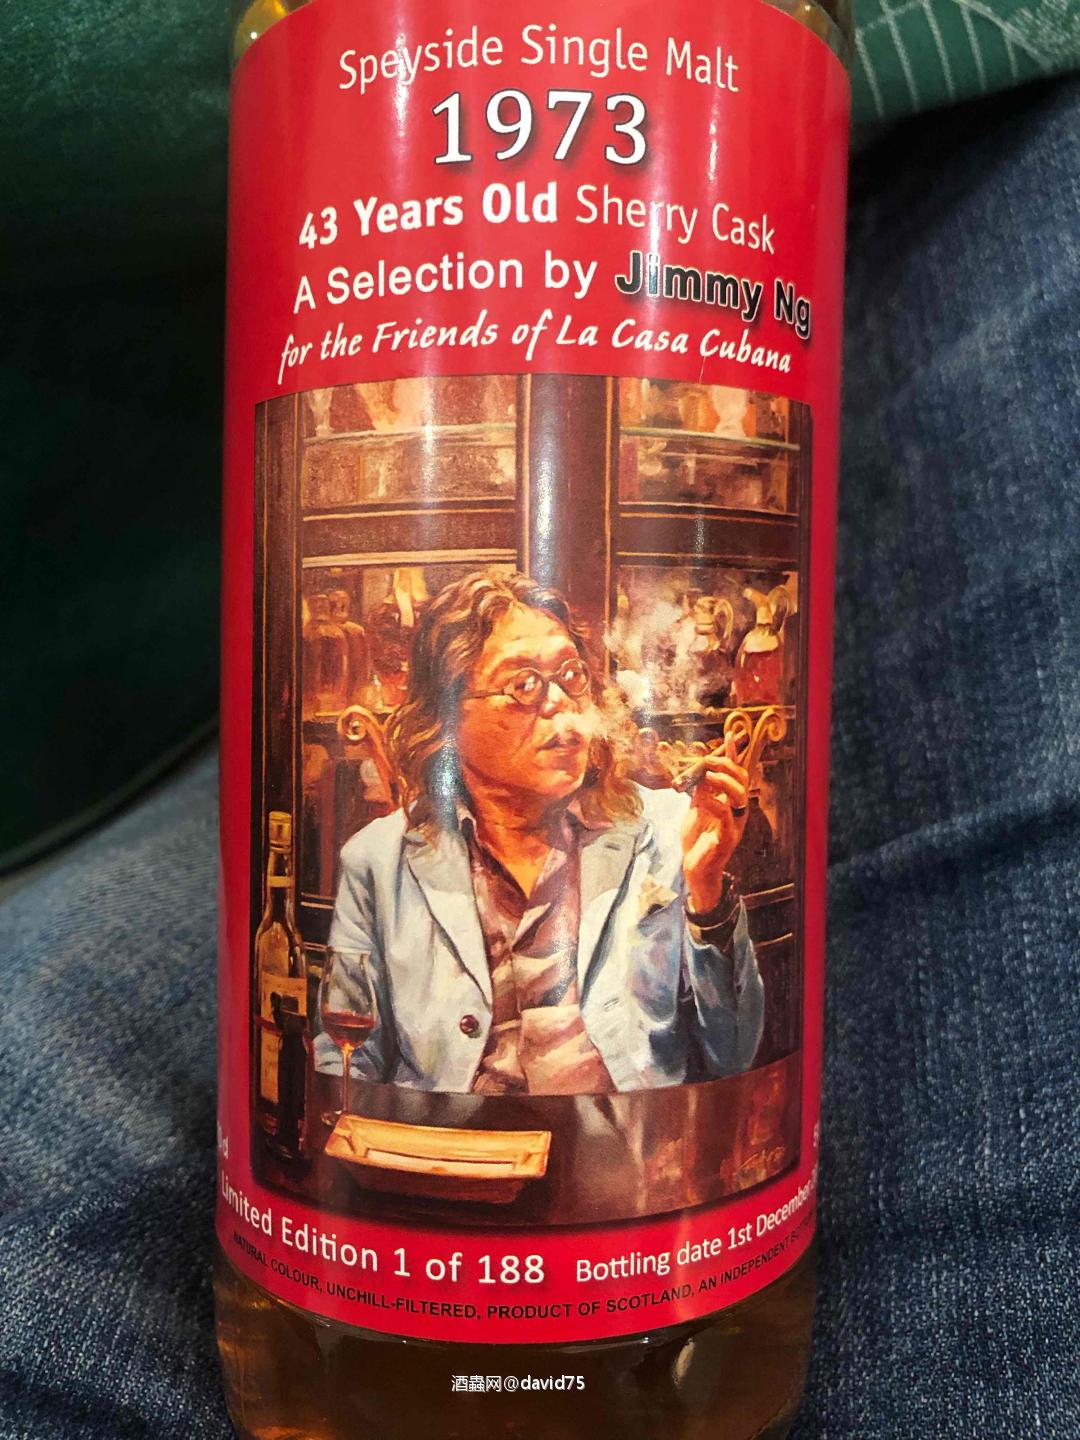 Speyside Single Malt
1973
43 Years Old Sherry Cask
A Selection by Jimmy Ng
for the Friends of La Casa Cubana
Limited Edition 1 of 188 Bottling date 1st December
NATURAL COLOUR, UNCHILL-FILTERED, PRODUCT OF SCOTLAND, AN INDEPENDENT
酒蟲网@david75